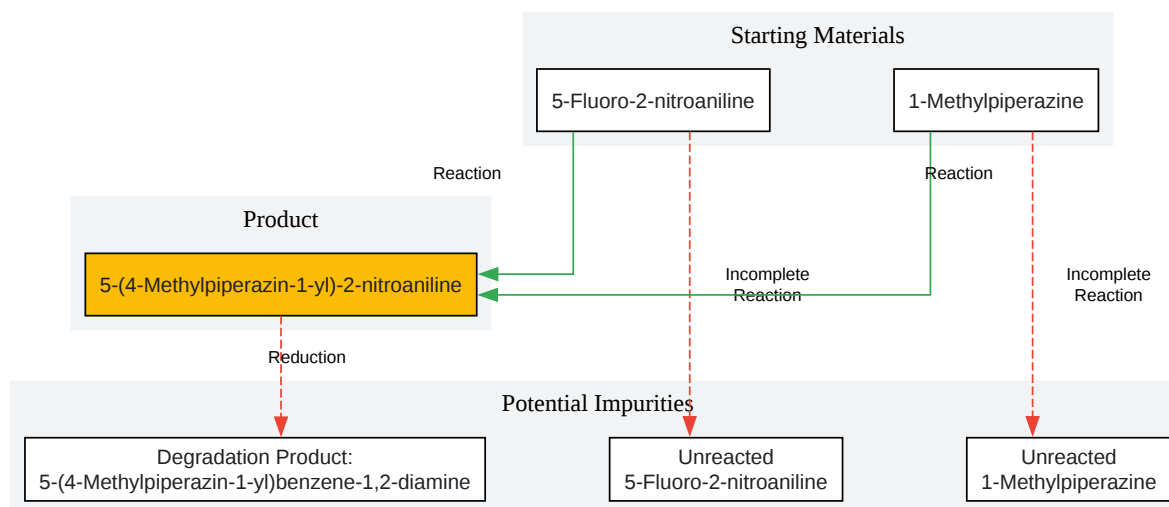 Starting Materials
5-Fluoro-2-nitroaniline
1-Methylpiperazine
Reaction
Reaction
Product
5-(4-Methylpiperazin-1-yl)-2-nitroaniline
Incomplete
Reaction
Incomplete
Reaction
Reduction
Potential Impurities
Degradation Product:
5-(4-Methylpiperazin-1-yl)benzene-1,2-diamine
Unreacted
5-Fluoro-2-nitroaniline
Unreacted
1-Methylpiperazine